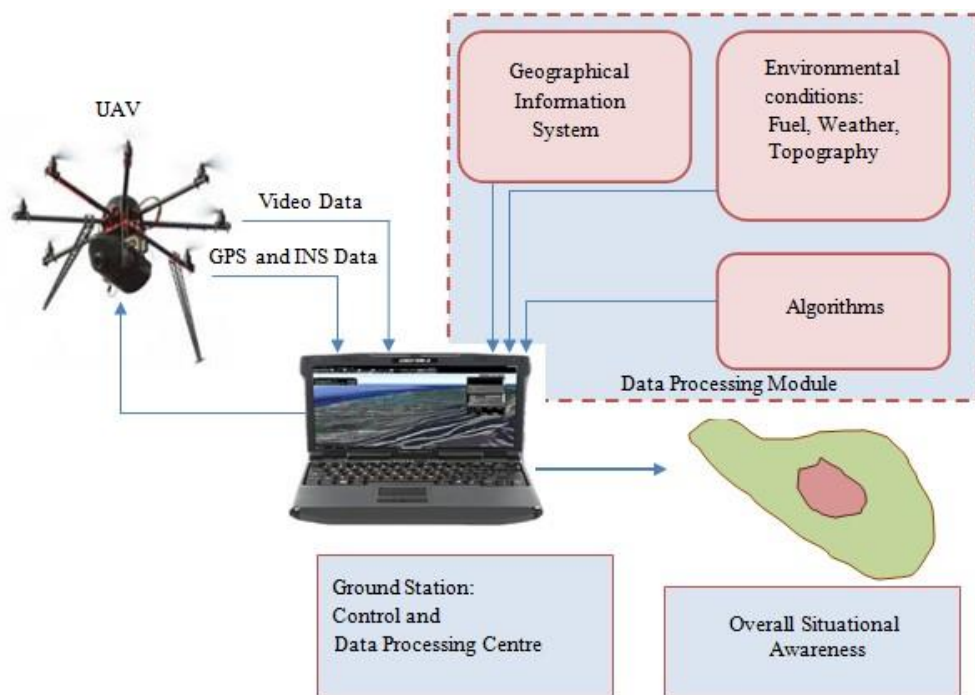 UAV
Video Data
GPS and INS Data
Geographical
Information
System
Environmental
conditions:
Fuel, Weather,
Topography
Algorithms
Data Processing Module
Ground Station:
Control and
Data Processing Centre
Overall Situational
Awareness